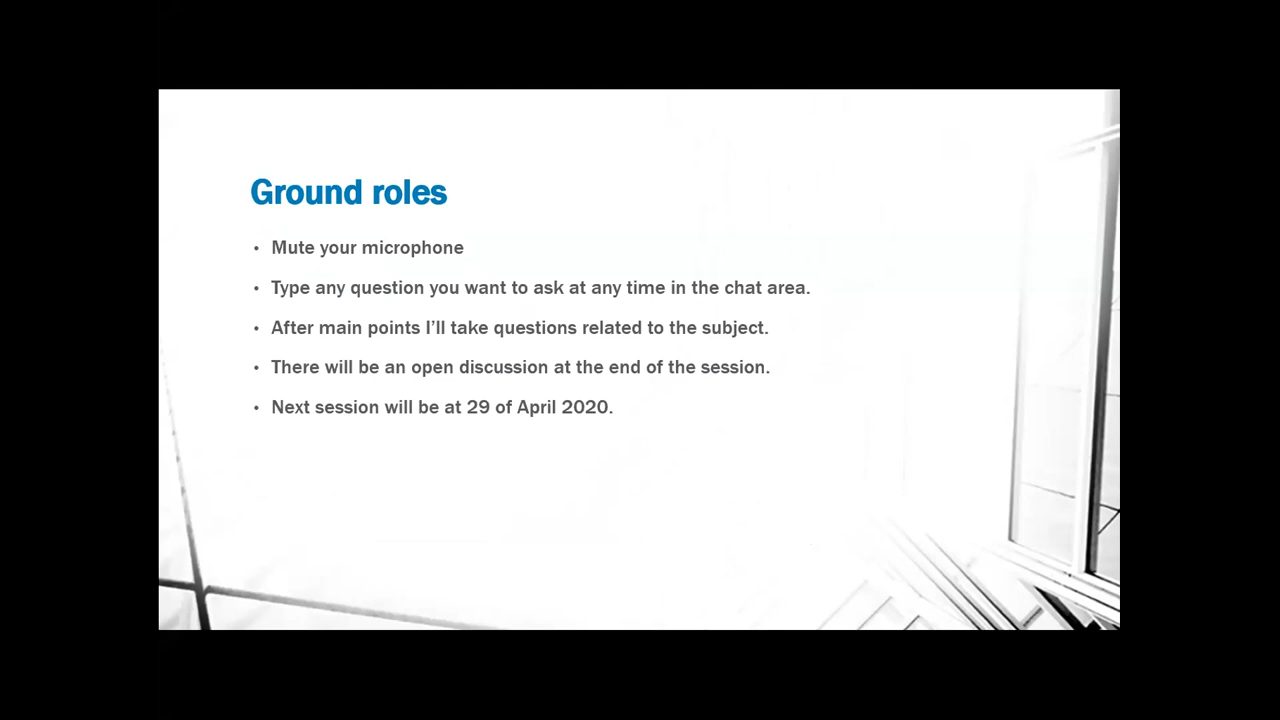 Ground roles
• Mute your microphone
• Type any question you want to ask at any time in the chat area.
• After main points I’ll take questions related to the subject.
• There will be an open discussion at the end of the session.
• Next session will be at 29 of April 2020.